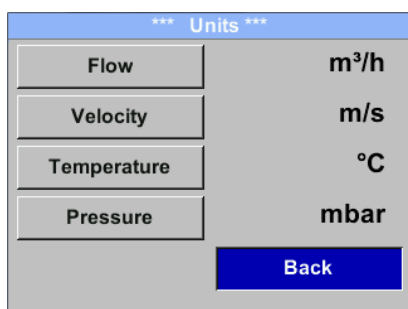 *** Units ***
Flow m³/h
Velocity m/s
Temperature °C
Pressure mbar
Back